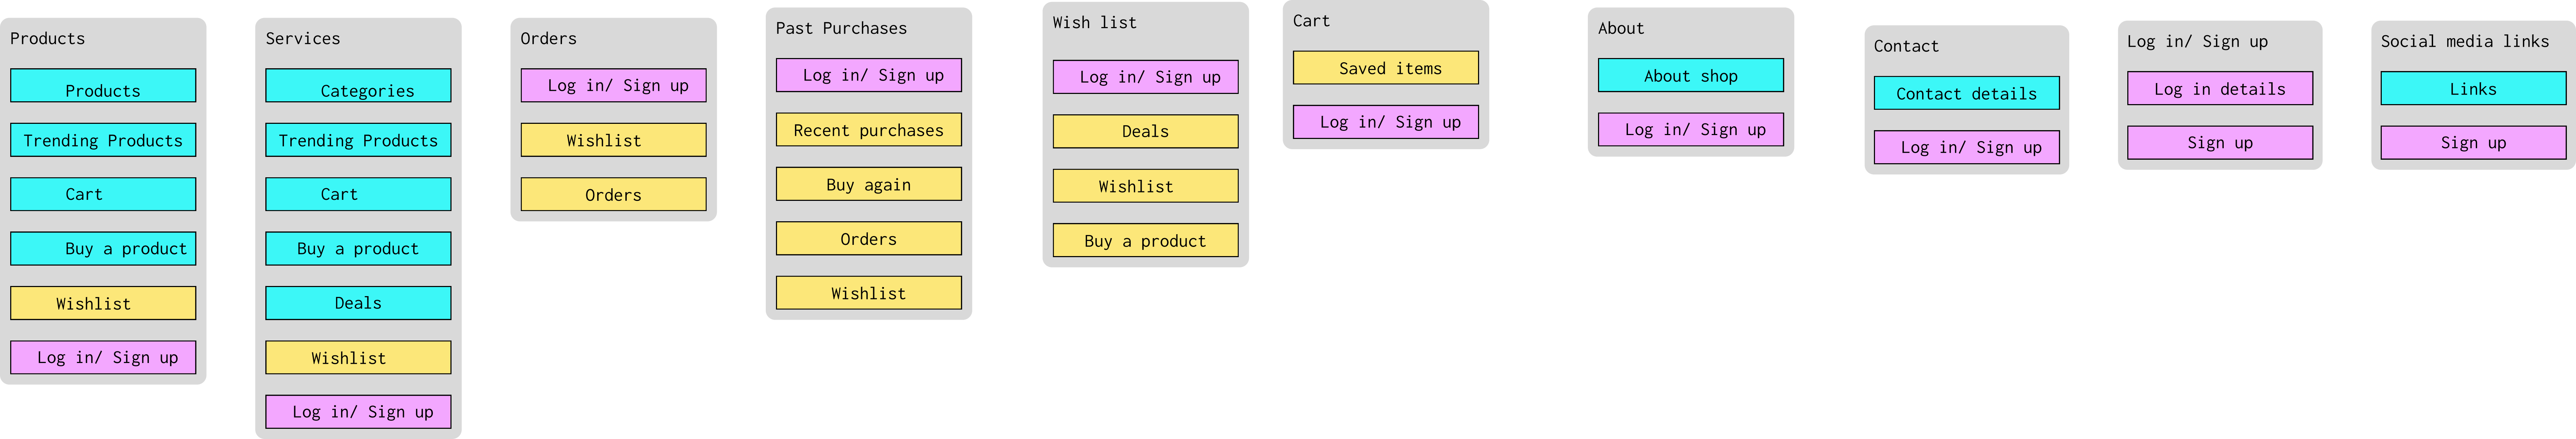 Products
Products
Trending Products
Cart
Buy a product
Wishlist
Log in/ Sign up
Services
Categories
Trending Products
Cart
Buy a product
Deals
Wishlist
Log in/ Sign up
Orders
Log in/ Sign up
Wishlist
Orders
Past Purchases
Log in/ Sign up
Recent purchases
Buy again
Orders
Wishlist
Wish list
Log in/ Sign up
Deals
Wishlist
Buy a product
Cart
Saved items
Log in/ Sign up
About
About shop
Log in/ Sign up
Contact
Contact details
Log in/ Sign up
Log in/ Sign up
Log in details
Sign up
Social media links
Links
Sign up